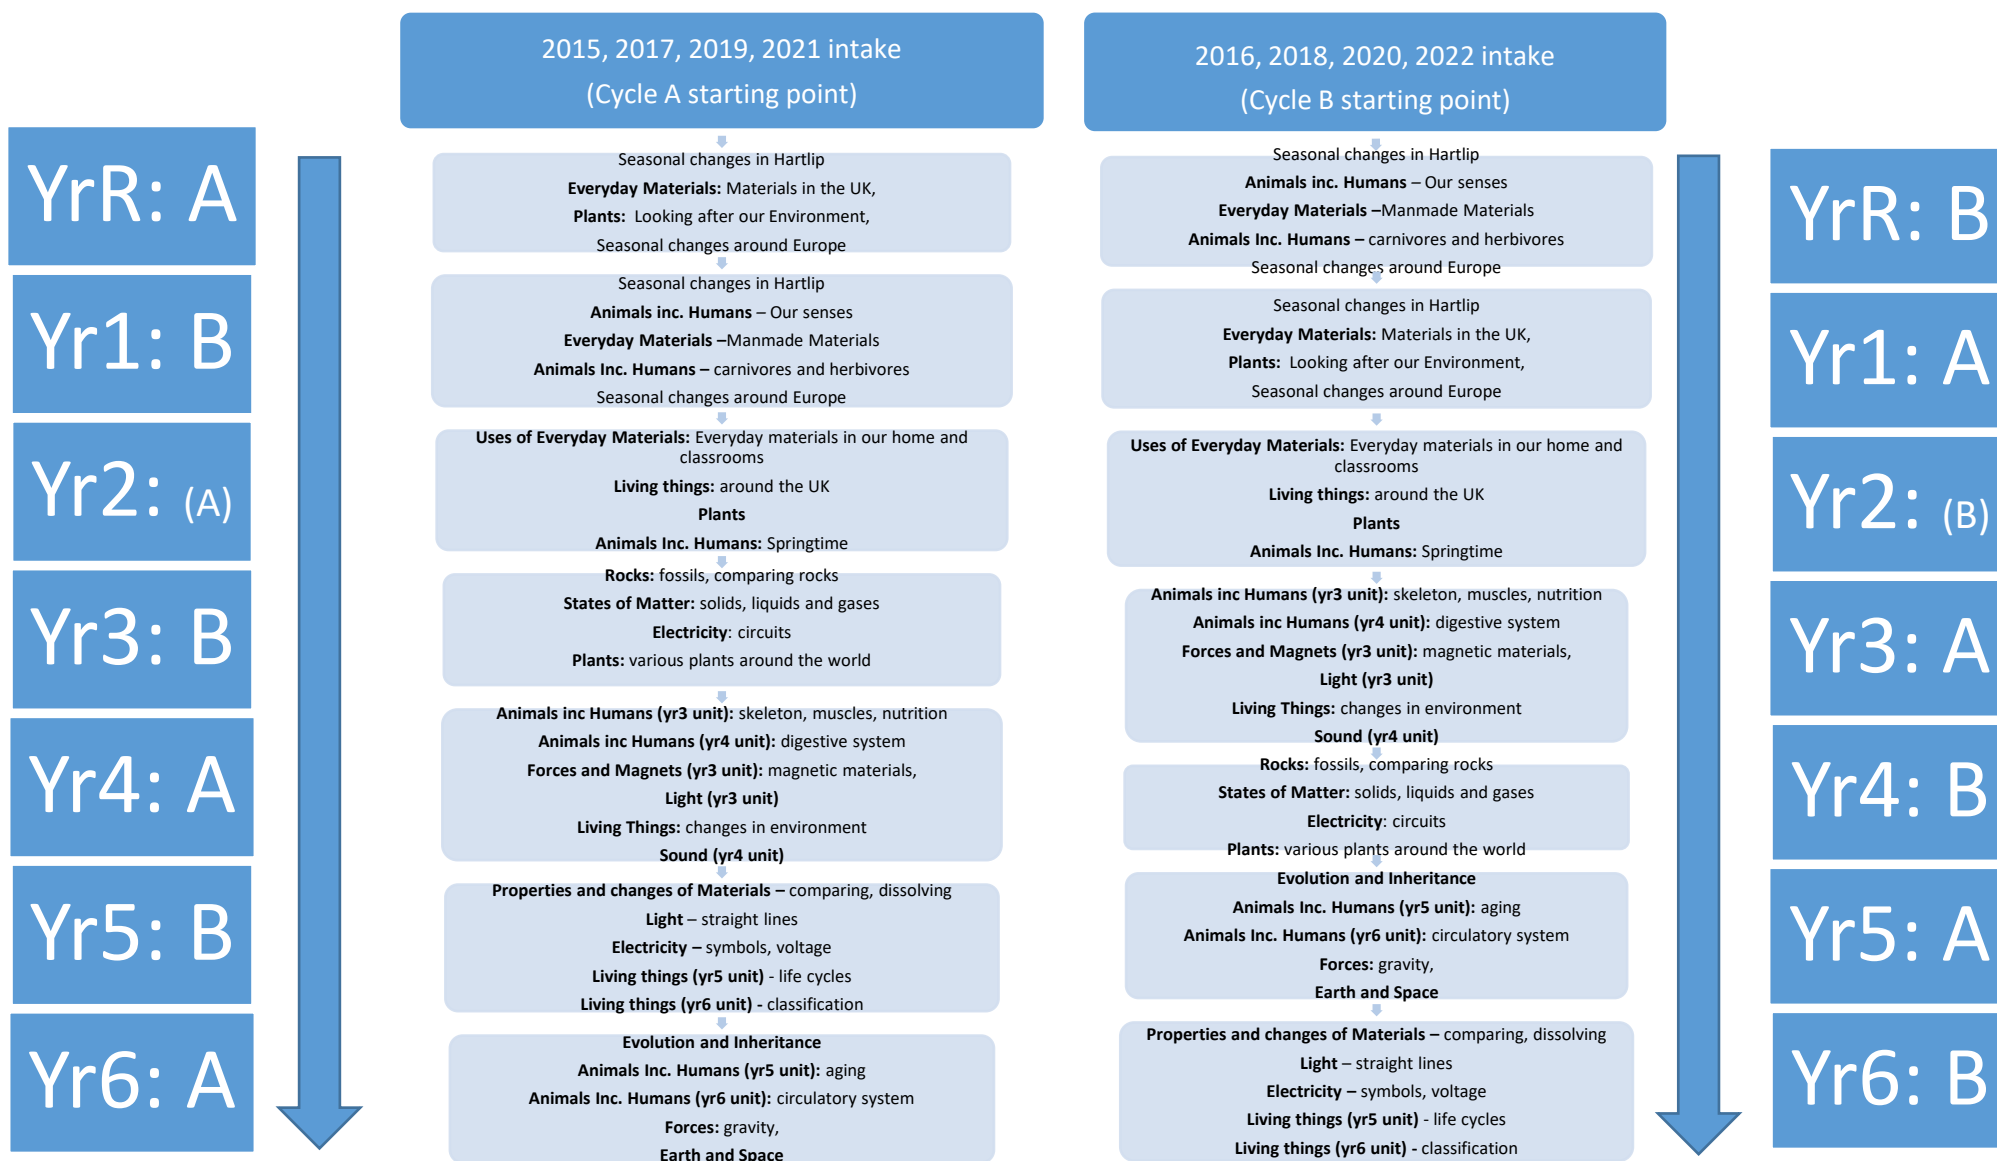 2015, 2017, 2019, 2021 intake
(Cycle A starting point)
YrR: A
Seasonal changes in Hartlip
Everyday Materials: Materials in the UK,
Plants:  Looking after our Environment,
Seasonal changes around Europe
Yr1: B
Seasonal changes in Hartlip
Animals inc. Humans – Our senses
Everyday Materials –Manmade Materials
Animals Inc. Humans – carnivores and herbivores
Seasonal changes around Europe
Yr2: (A)
Uses of Everyday Materials: Everyday materials in our home and
classrooms
Living things: around the UK
Plants
Animals Inc. Humans: Springtime
Yr3: B
Rocks: fossils, comparing rocks
States of Matter: solids, liquids and gases
Electricity: circuits
Plants: various plants around the world
Yr4: A
Animals inc Humans (yr3 unit): skeleton, muscles, nutrition
Animals inc Humans (yr4 unit): digestive system
Forces and Magnets (yr3 unit): magnetic materials,
Light (yr3 unit)
Living Things: changes in environment
Sound (yr4 unit)
Yr5: B
Properties and changes of Materials – comparing, dissolving
Light – straight lines
Electricity – symbols, voltage
Living things (yr5 unit) - life cycles
Living things (yr6 unit) - classification
Yr6: A
Evolution and Inheritance
Animals Inc. Humans (yr5 unit): aging
Animals Inc. Humans (yr6 unit): circulatory system
Forces: gravity,
Earth and Space
2016, 2018, 2020, 2022 intake
(Cycle B starting point)
YrR: B
Seasonal changes in Hartlip
Animals inc. Humans – Our senses
Everyday Materials –Manmade Materials
Animals Inc. Humans – carnivores and herbivores
Seasonal changes around Europe
Yr1: A
Seasonal changes in Hartlip
Everyday Materials: Materials in the UK,
Plants:  Looking after our Environment,
Seasonal changes around Europe
Yr2: (B)
Uses of Everyday Materials: Everyday materials in our home and
classrooms
Living things: around the UK
Plants
Animals Inc. Humans: Springtime
Yr3: A
Animals inc Humans (yr3 unit): skeleton, muscles, nutrition
Animals inc Humans (yr4 unit): digestive system
Forces and Magnets (yr3 unit): magnetic materials,
Light (yr3 unit)
Living Things: changes in environment
Sound (yr4 unit)
Yr4: B
Rocks: fossils, comparing rocks
States of Matter: solids, liquids and gases
Electricity: circuits
Plants: various plants around the world
Yr5: A
Evolution and Inheritance
Animals Inc. Humans (yr5 unit): aging
Animals Inc. Humans (yr6 unit): circulatory system
Forces: gravity,
Earth and Space
Yr6: B
Properties and changes of Materials – comparing, dissolving
Light – straight lines
Electricity – symbols, voltage
Living things (yr5 unit) - life cycles
Living things (yr6 unit) - classification